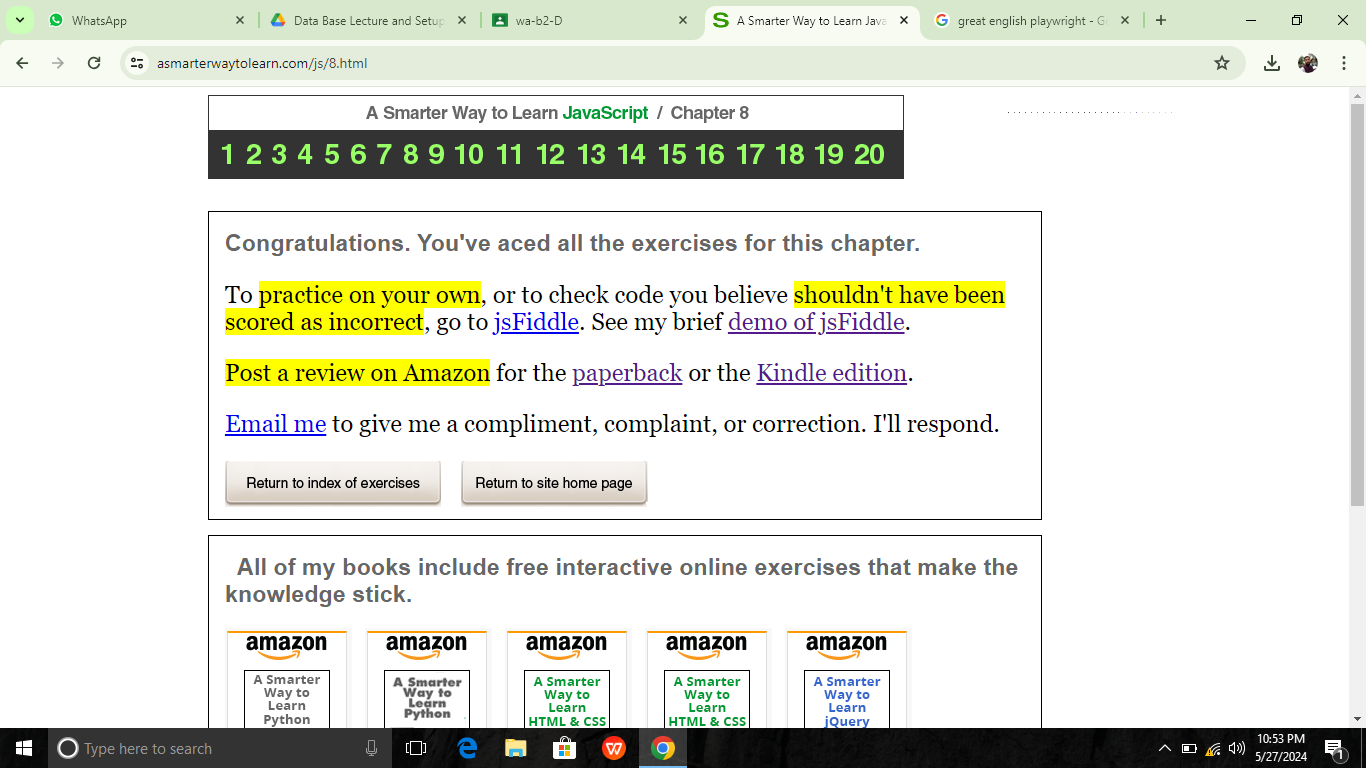 WhatsApp
Data Base Lecture and Setup
wa-b2-D
A Smarter Way to Learn Java
great english playwright - Go
asmarterwaytolearn.com/js/8.html
A Smarter Way to Learn JavaScript / Chapter 8
1 2 3 4 5 6 7 8 9 10 11 12 13 14 15 16 17 18 19 20
Congratulations. You've aced all the exercises for this chapter.
To practice on your own, or to check code you believe shouldn't have been
scored as incorrect, go to jsFiddle. See my brief demo of jsFiddle.
Post a review on Amazon for the paperback or the Kindle edition.
Email me to give me a compliment, complaint, or correction. I'll respond.
Return to index of exercises
Return to site home page
All of my books include free interactive online exercises that make the
knowledge stick.
amazon
A Smarter
Way to
Learn
Python
amazon
A Smarter
Way to
Learn
Python
amazon
A Smarter
Way to
Learn
HTML & CSS
amazon
A Smarter
Way to
Learn
HTML & CSS
amazon
A Smarter
Way to
Learn
jQuery
Type here to search
10:53 PM
5/27/2024
1